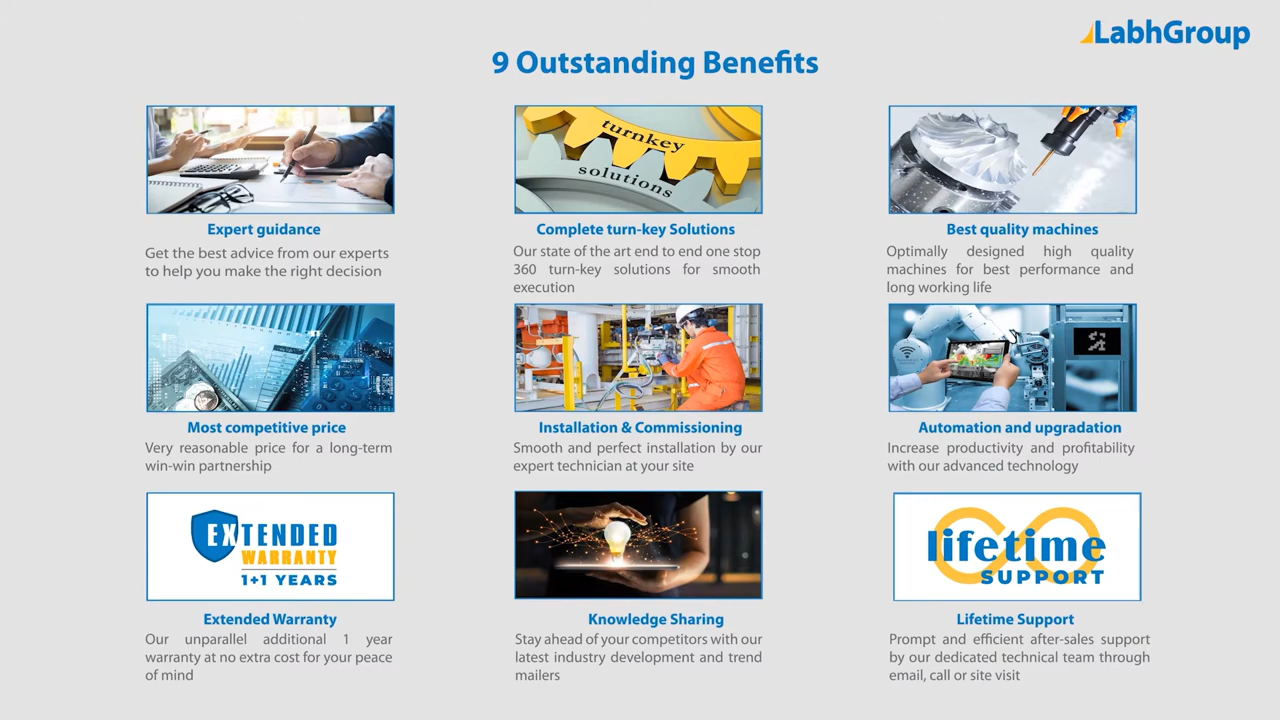 LabhGroup
9 Outstanding Benefits
turnkey
solutions
Expert guidance
Get the best advice from our experts
to help you make the right decision
Complete turn-key Solutions
Our state of the art end to end one stop
360 turn-key solutions for smooth
execution
Best quality machines
Optimally designed high quality
machines for best performance and
long working life
Most competitive price
Very reasonable price for a long-term
win-win partnership
Installation & Commissioning
Smooth and perfect installation by our
expert technician at your site
Automation and upgradation
Increase productivity and profitability
with our advanced technology
EXTENDED
WARRANTY
1+1 YEARS
Extended Warranty
Our unparallel additional 1 year
warranty at no extra cost for your peace
of mind
Knowledge Sharing
Stay ahead of your competitors with our
latest industry development and trend
mailers
lifetime
SUPPORT
Lifetime Support
Prompt and efficient after-sales support
by our dedicated technical team through
email, call or site visit